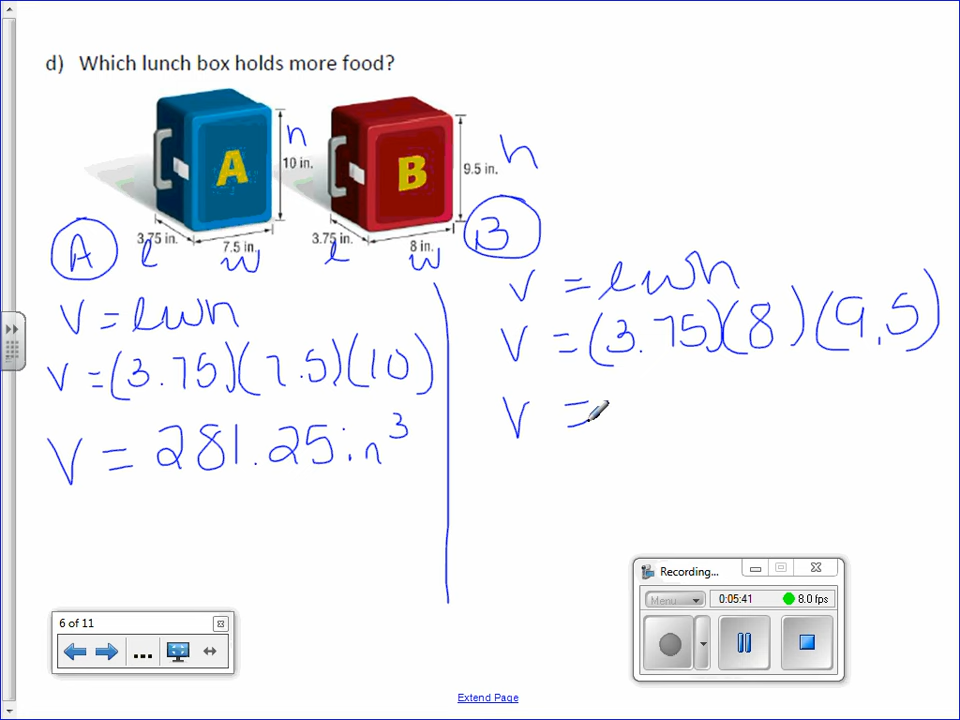 d) Which lunch box holds more food?
A
h
10 in.
B
h
9.5 in.
A
3.75 in.
l
7.5 in.
w
3.75 in.
l
8 in.
w
B
V = lwh
V = (3.75)(7.5)(10)
V = 281.25 in³
V = lwh
V = (3.75)(8)(9.5)
V =
Recording...
Menu
0:05:41
8.0 fps
6 of 11
...
Extend Page